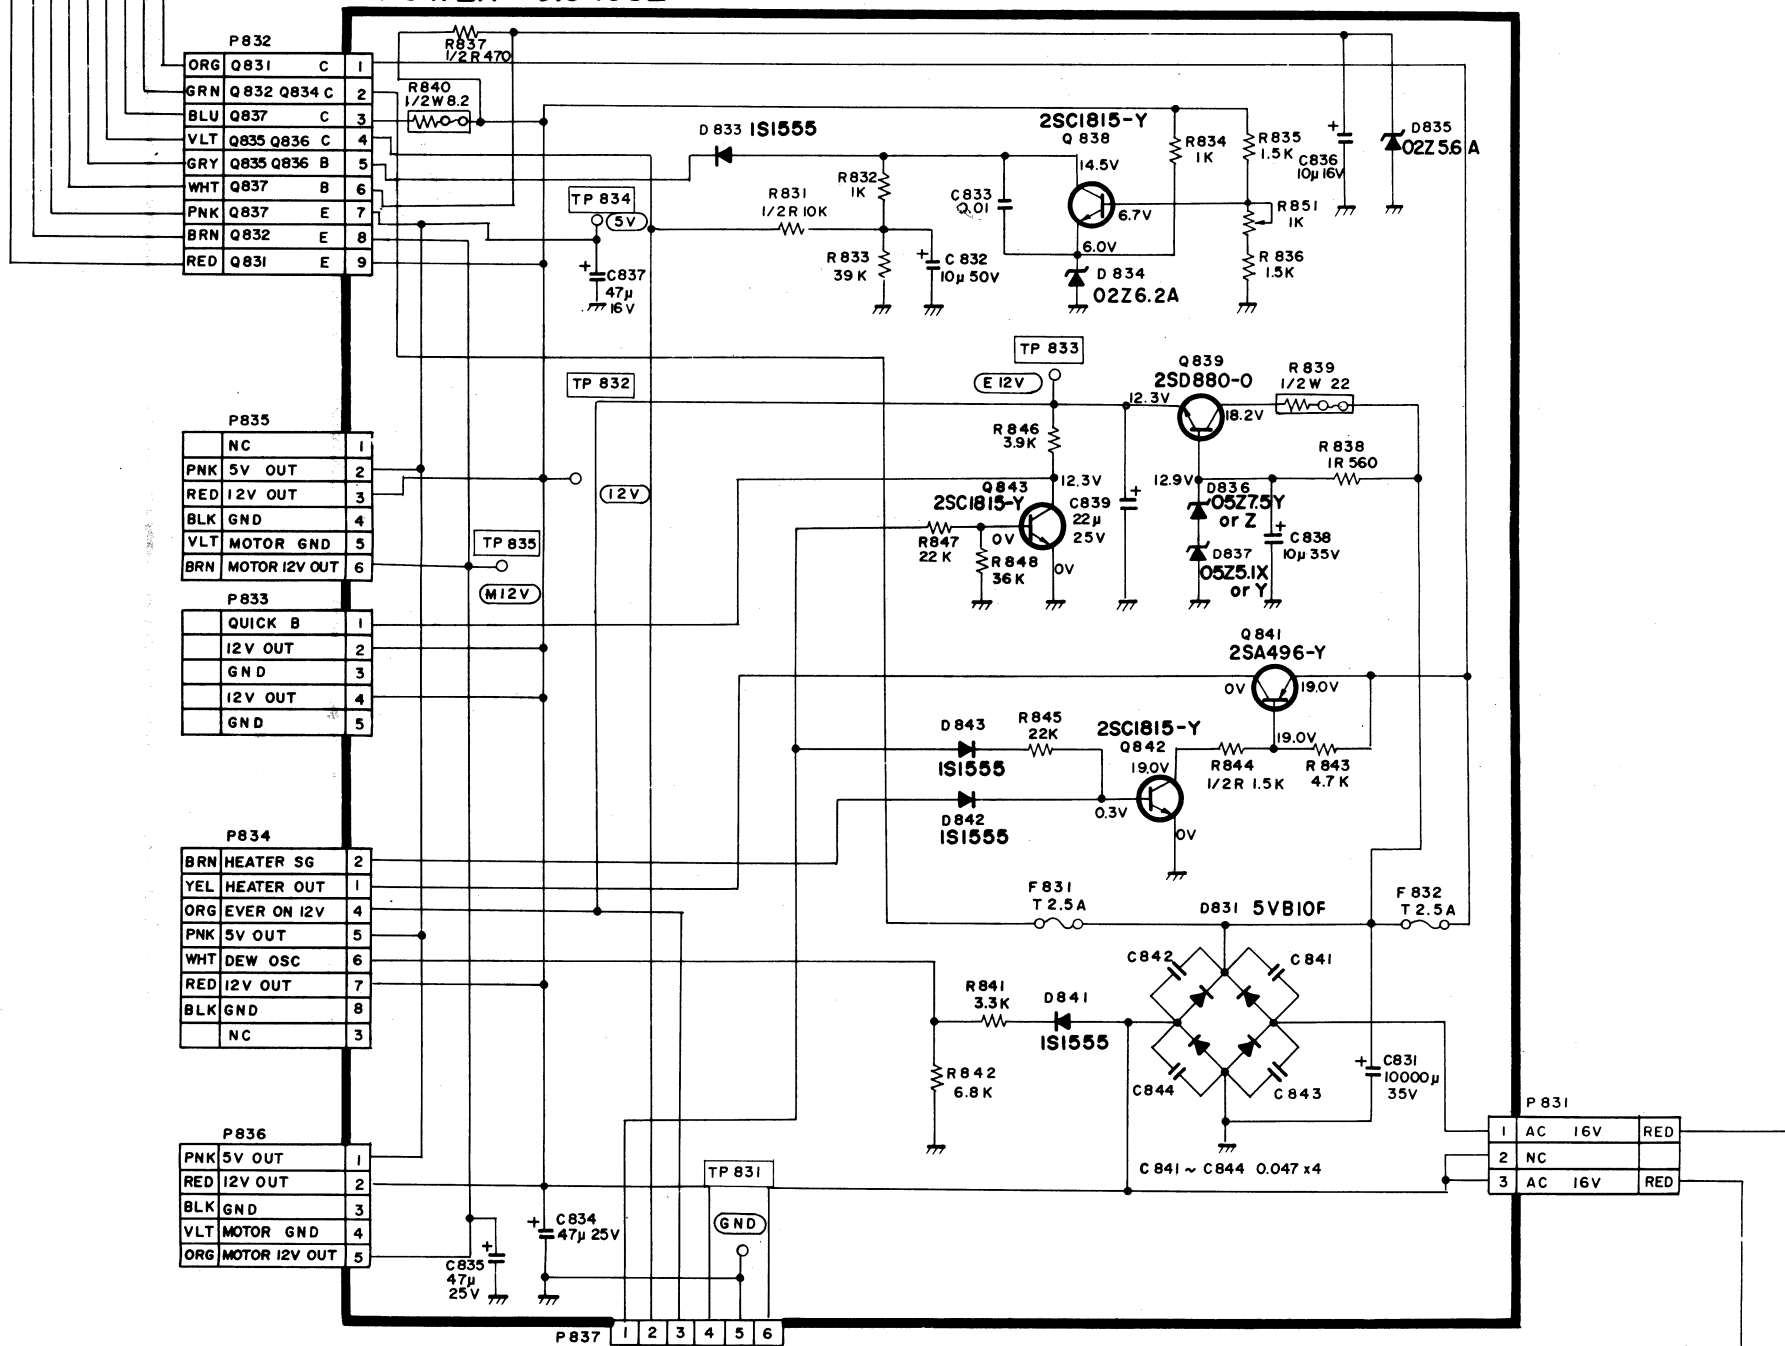 P832
ORG Q831 C 1
GRN Q832 Q834 C 2
BLU Q837 C 3
VLT Q835 Q836 C 4
GRY Q835 Q836 B 5
WHT Q837 B 6
PNK Q837 E 7
BRN Q832 E 8
RED Q831 E 9
R837
1/2R 470
R840
1/2W 8.2
D833 1S1555
2SC1815-Y
Q838
14.5V
6.7V
6.0V
R834
1K
R835
1.5K
C836
10μ 16V
D835
02Z5.6A
TP 834
5V
R831
1/2R 10K
R832
1K
C833
0.01
R851
1K
R833
39K
C832
10μ 50V
D834
02Z6.2A
R836
1.5K
C837
47μ
16V
TP 833
E 12V
TP 832
12V
Q839
2SD880-O
12.3V
18.2V
R839
1/2W 22
R846
3.9K
R838
1R 560
12.3V
12.9V
Q843
2SC1815-Y
C839
22μ
25V
D836
05Z7.5Y
or Z
D837
05Z5.1X
or Y
C838
10μ 35V
R847
22K
0V
R848
36K
0V
P835
NC 1
PNK 5V OUT 2
RED 12V OUT 3
BLK GND 4
VLT MOTOR GND 5
BRN MOTOR 12V OUT 6
TP 835
M12V
P833
QUICK B 1
12V OUT 2
GND 3
12V OUT 4
GND 5
Q841
2SA496-Y
0V
19.0V
D843
1S1555
R845
22K
2SC1815-Y
Q842
19.0V
19.0V
R844
1/2R 1.5K
R843
4.7K
D842
1S1555
0.3V
0V
P834
BRN HEATER SG 2
YEL HEATER OUT 1
ORG EVER ON 12V 4
PNK 5V OUT 5
WHT DEW OSC 6
RED 12V OUT 7
BLK GND 8
NC 3
F831
T 2.5A
D831 5VB10F
F832
T 2.5A
C842
C841
R841
3.3K
D841
1S1555
R842
6.8K
C844
C843
C831
10000μ
35V
C841 ~ C844 0.047 x4
P831
1 AC 16V RED
2 NC
3 AC 16V RED
P836
PNK 5V OUT 1
RED 12V OUT 2
BLK GND 3
VLT MOTOR GND 4
ORG MOTOR 12V OUT 5
C835
47μ
25V
C834
47μ 25V
TP 831
GND
P837 1 2 3 4 5 6